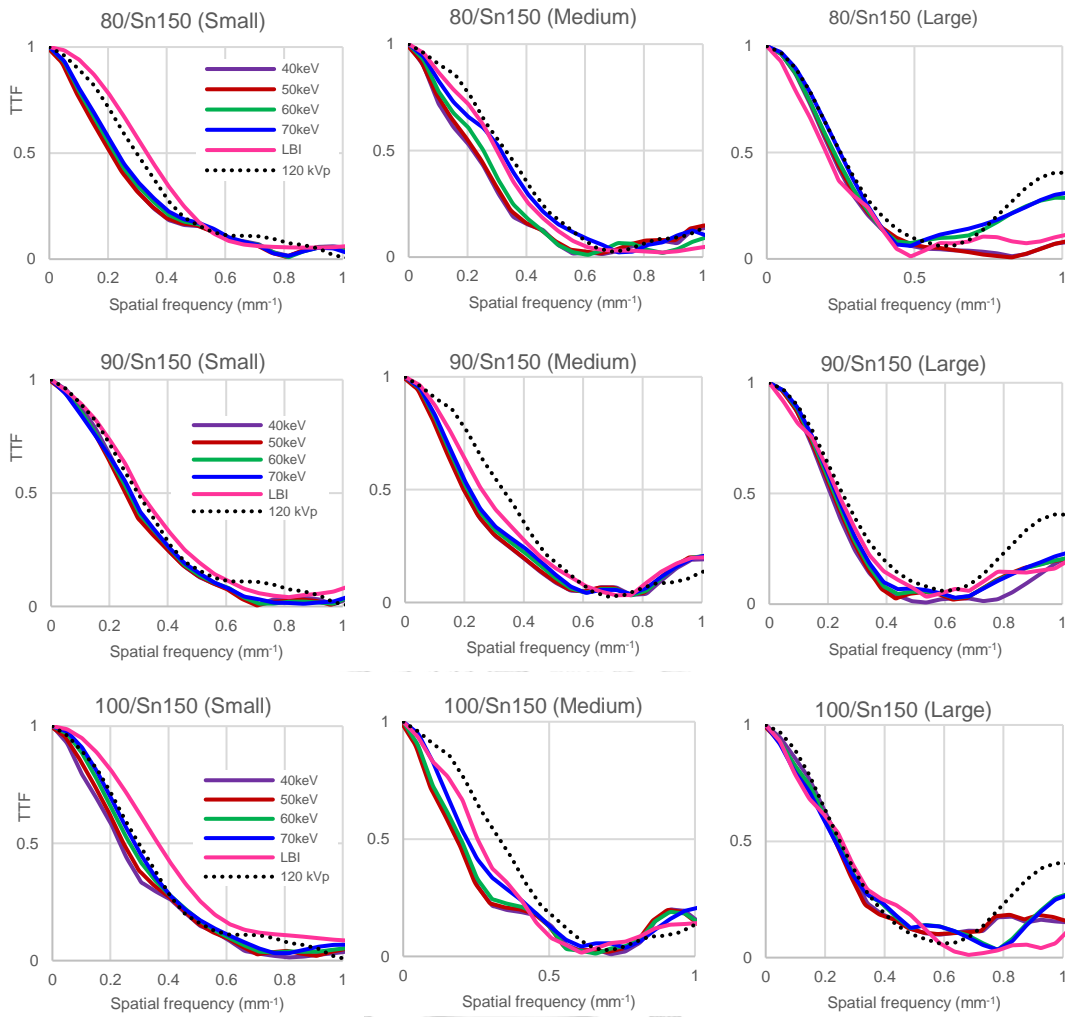 80/Sn150 (Small)
80/Sn150 (Medium)
80/Sn150 (Large)
1
0.5
0
TTF
40keV
50keV
60keV
70keV
LBI
120 kVp
0 0.2 0.4 0.6 0.8 1
Spatial frequency (mm⁻¹)
1
0.5
0
0 0.2 0.4 0.6 0.8 1
Spatial frequency (mm⁻¹)
1
0.5
0
0 0.5 1
Spatial frequency (mm⁻¹)
90/Sn150 (Small)
90/Sn150 (Medium)
90/Sn150 (Large)
1
0.5
0
TTF
40keV
50keV
60keV
70keV
LBI
120 kVp
0 0.2 0.4 0.6 0.8 1
Spatial frequency (mm⁻¹)
1
0.5
0
0 0.2 0.4 0.6 0.8 1
Spatial frequency (mm⁻¹)
1
0.5
0
0 0.2 0.4 0.6 0.8 1
Spatial frequency (mm⁻¹)
100/Sn150 (Small)
100/Sn150 (Medium)
100/Sn150 (Large)
1
0.5
0
TTF
40keV
50keV
60keV
70keV
LBI
120 kVp
0 0.2 0.4 0.6 0.8 1
Spatial frequency (mm⁻¹)
1
0.5
0
0 0.5 1
Spatial frequency (mm⁻¹)
1
0.5
0
0 0.2 0.4 0.6 0.8 1
Spatial frequency (mm⁻¹)